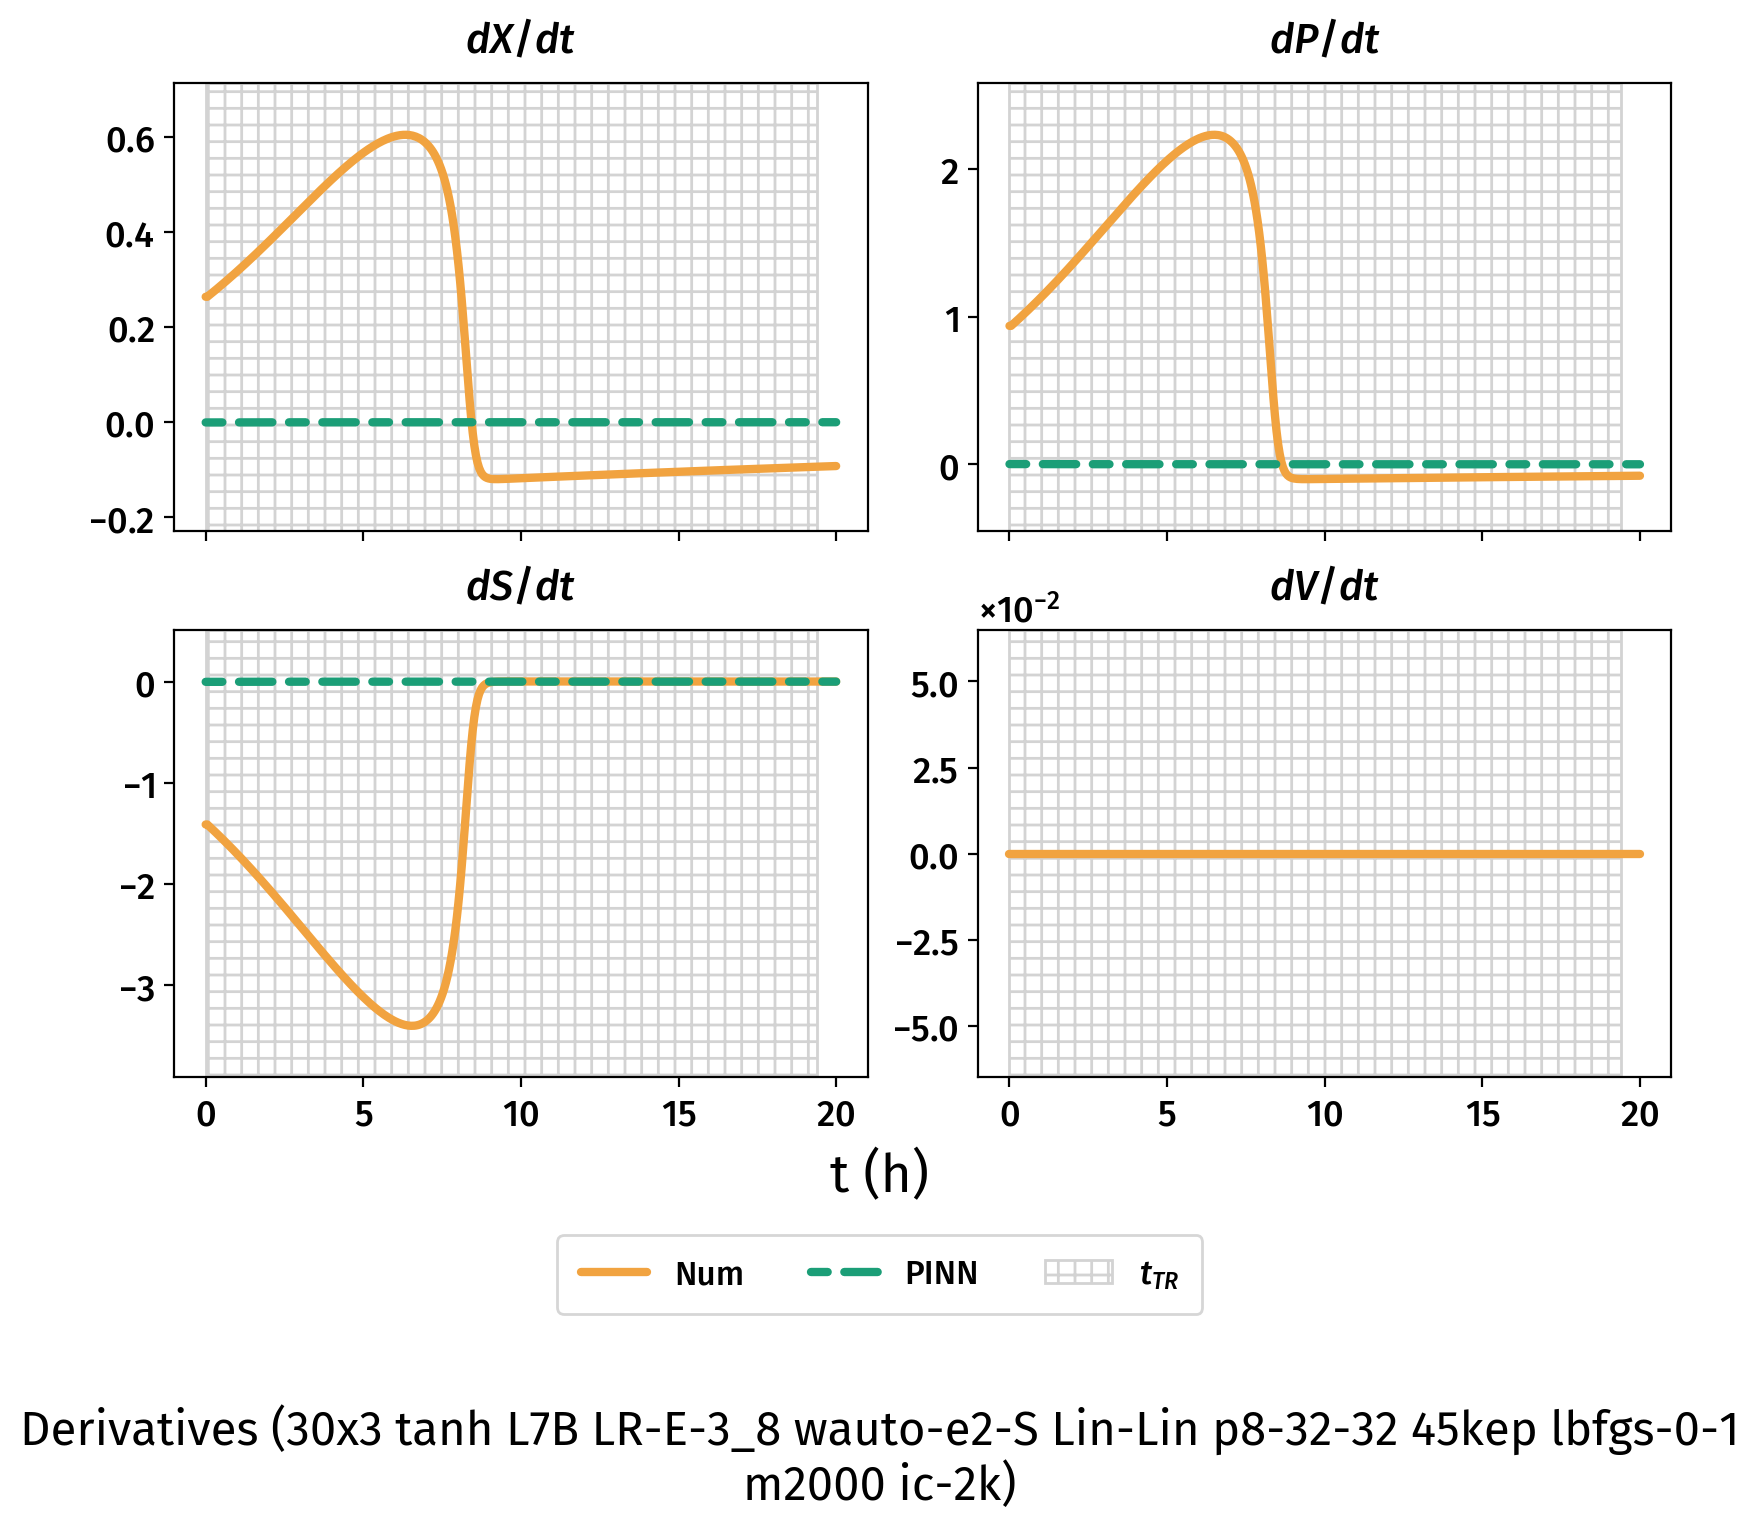 dX/dt
dP/dt
0.6
0.4
0.2
0.0
−0.2
2
1
0
dS/dt
dV/dt
×10⁻²
0
−1
−2
−3
5.0
2.5
0.0
−2.5
−5.0
0 5 10 15 20
0 5 10 15 20
t (h)
Num PINN t_TR
Derivatives (30x3 tanh L7B LR-E-3_8 wauto-e2-S Lin-Lin p8-32-32 45kep lbfgs-0-1
m2000 ic-2k)